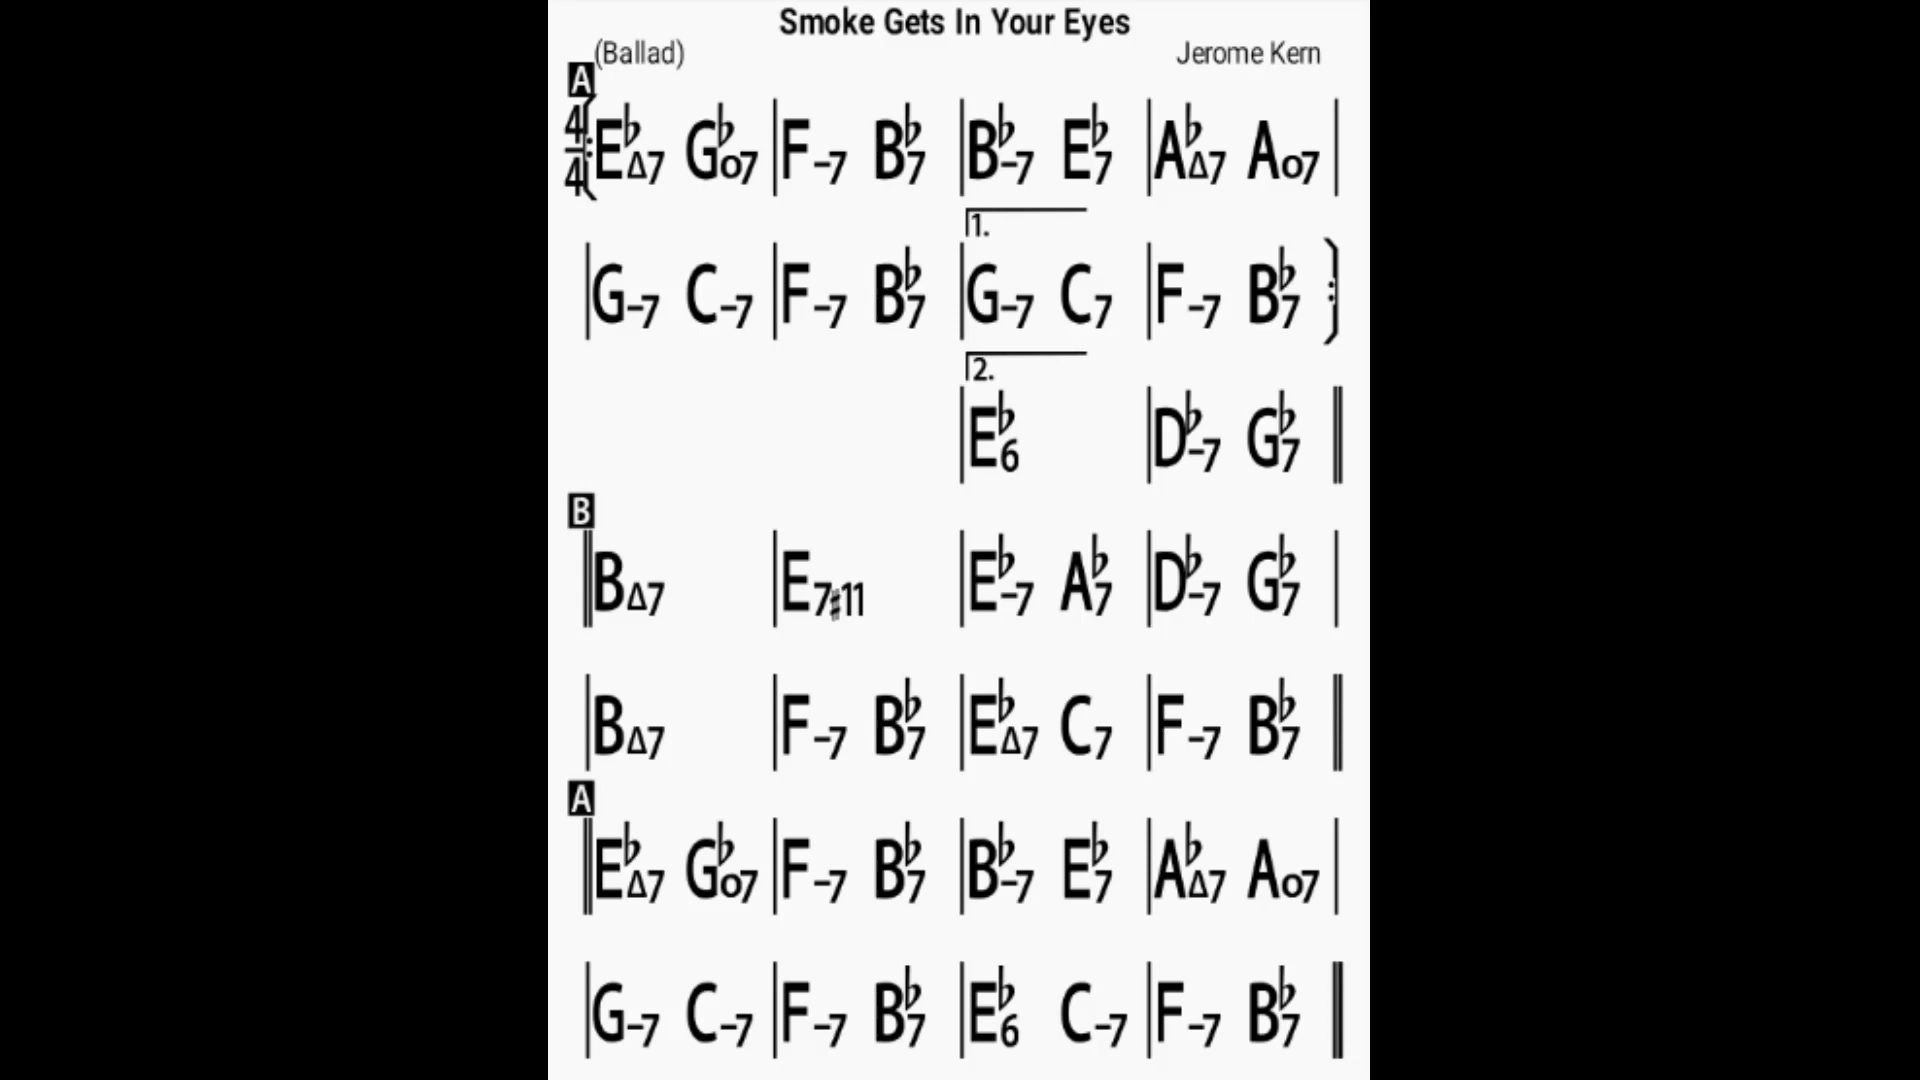 Smoke Gets In Your Eyes
(Ballad) Jerome Kern
A
4/4 E♭Δ7 G♭o7 F-7 B♭7 B♭-7 E♭7 A♭Δ7 Ao7
1.
G-7 C-7 F-7 B♭7 G-7 C7 F-7 B♭7
2.
E♭6 D♭-7 G♭7
B
BΔ7 E7♯11 E♭-7 A♭7 D♭-7 G♭7
BΔ7 F-7 B♭7 E♭Δ7 C7 F-7 B♭7
A
E♭Δ7 G♭o7 F-7 B♭7 B♭-7 E♭7 A♭Δ7 Ao7
G-7 C-7 F-7 B♭7 E♭6 C-7 F-7 B♭7